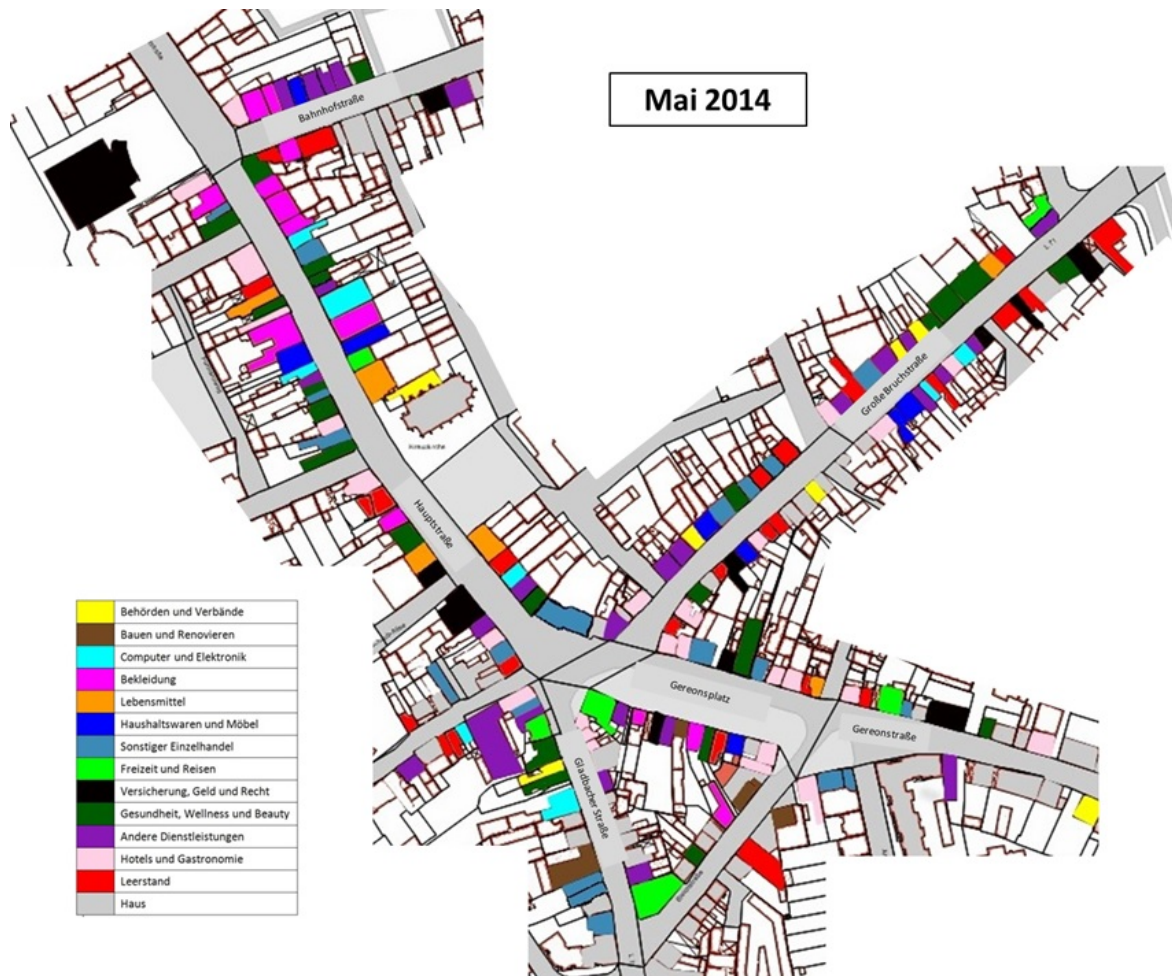 Mai 2014
Bahnhofstraße
Große Bruchstraße
Hauptstraße
Gereonsplatz
Gereonstraße
Gladbacher Straße
Behörden und Verbände
Bauen und Renovieren
Computer und Elektronik
Bekleidung
Lebensmittel
Haushaltswaren und Möbel
Sonstiger Einzelhandel
Freizeit und Reisen
Versicherung, Geld und Recht
Gesundheit, Wellness und Beauty
Andere Dienstleistungen
Hotels und Gastronomie
Leerstand
Haus